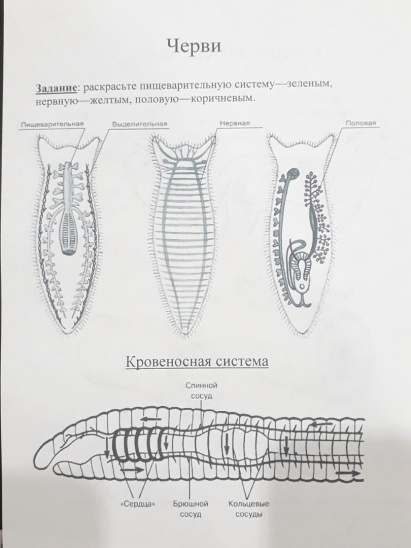 Черви
Задание: раскрасьте пищеварительную систему—зеленым,
нервную—желтым, половую—коричневым.
Пищеварительная Выделительная Нервная Половая
Кровеносная система
Спинной
сосуд
«Сердца» Брюшной Кольцевые
сосуд сосуды